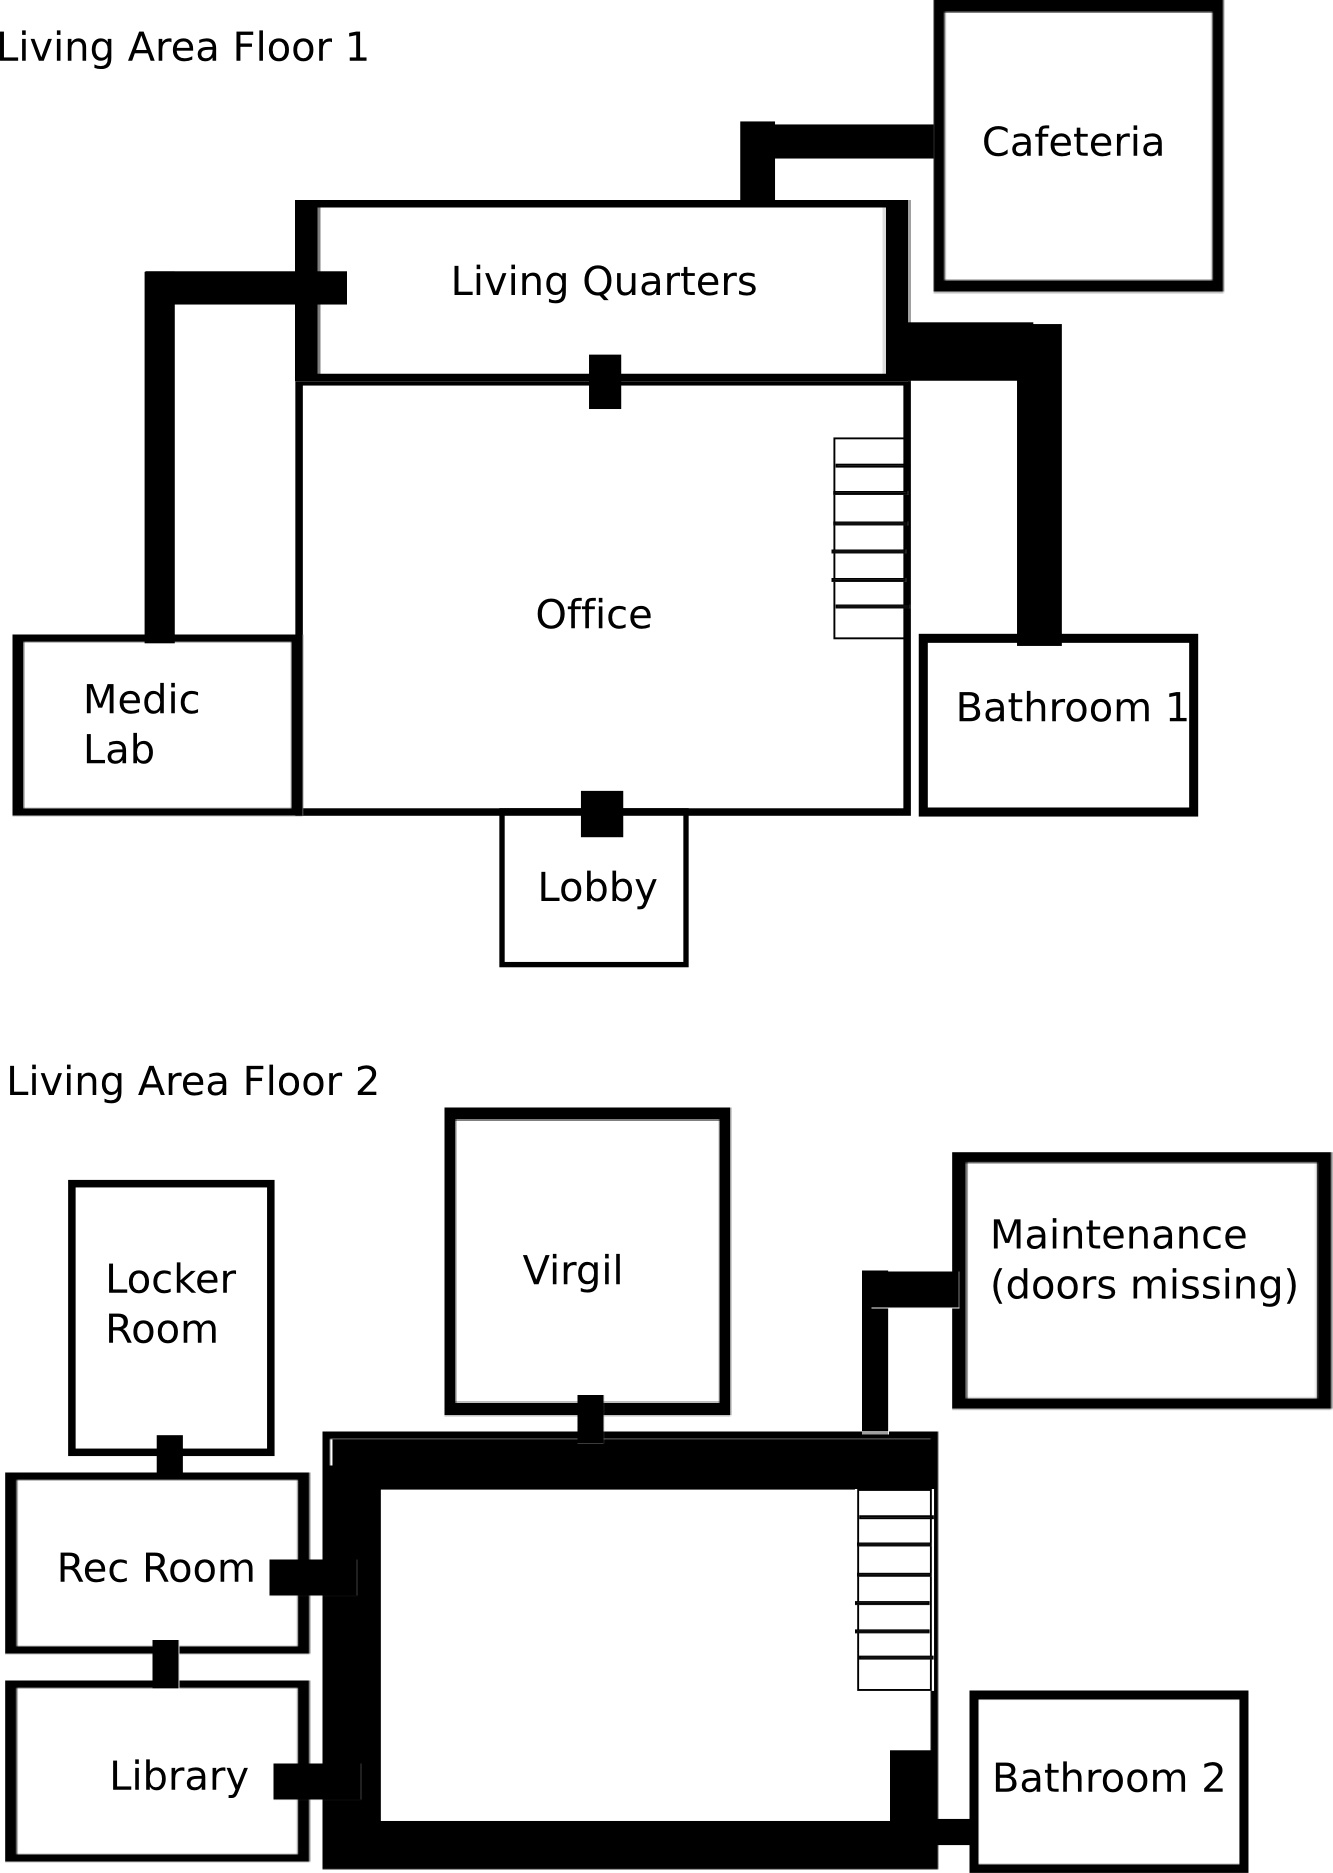 Living Area Floor 1
Cafeteria
Living Quarters
Office
Medic
Lab
Bathroom 1
Lobby
Living Area Floor 2
Virgil
Maintenance
(doors missing)
Locker
Room
Rec Room
Library
Bathroom 2